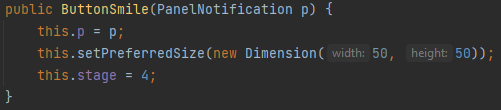 public ButtonSmile(PanelNotification p) {
this.p = p;
this.setPreferredSize(new Dimension( width: 50, height: 50));
this.stage = 4;
}